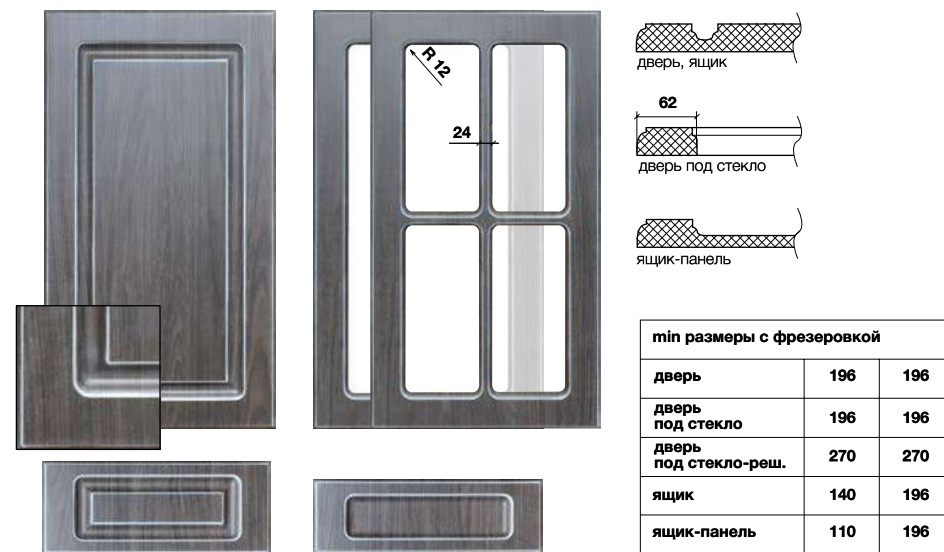 R 12
24
дверь, ящик
62
дверь под стекло
ящик-панель
min размеры с фрезеровкой
дверь 196 196
дверь
под стекло 196 196
дверь
под стекло-реш. 270 270
ящик 140 196
ящик-панель 110 196